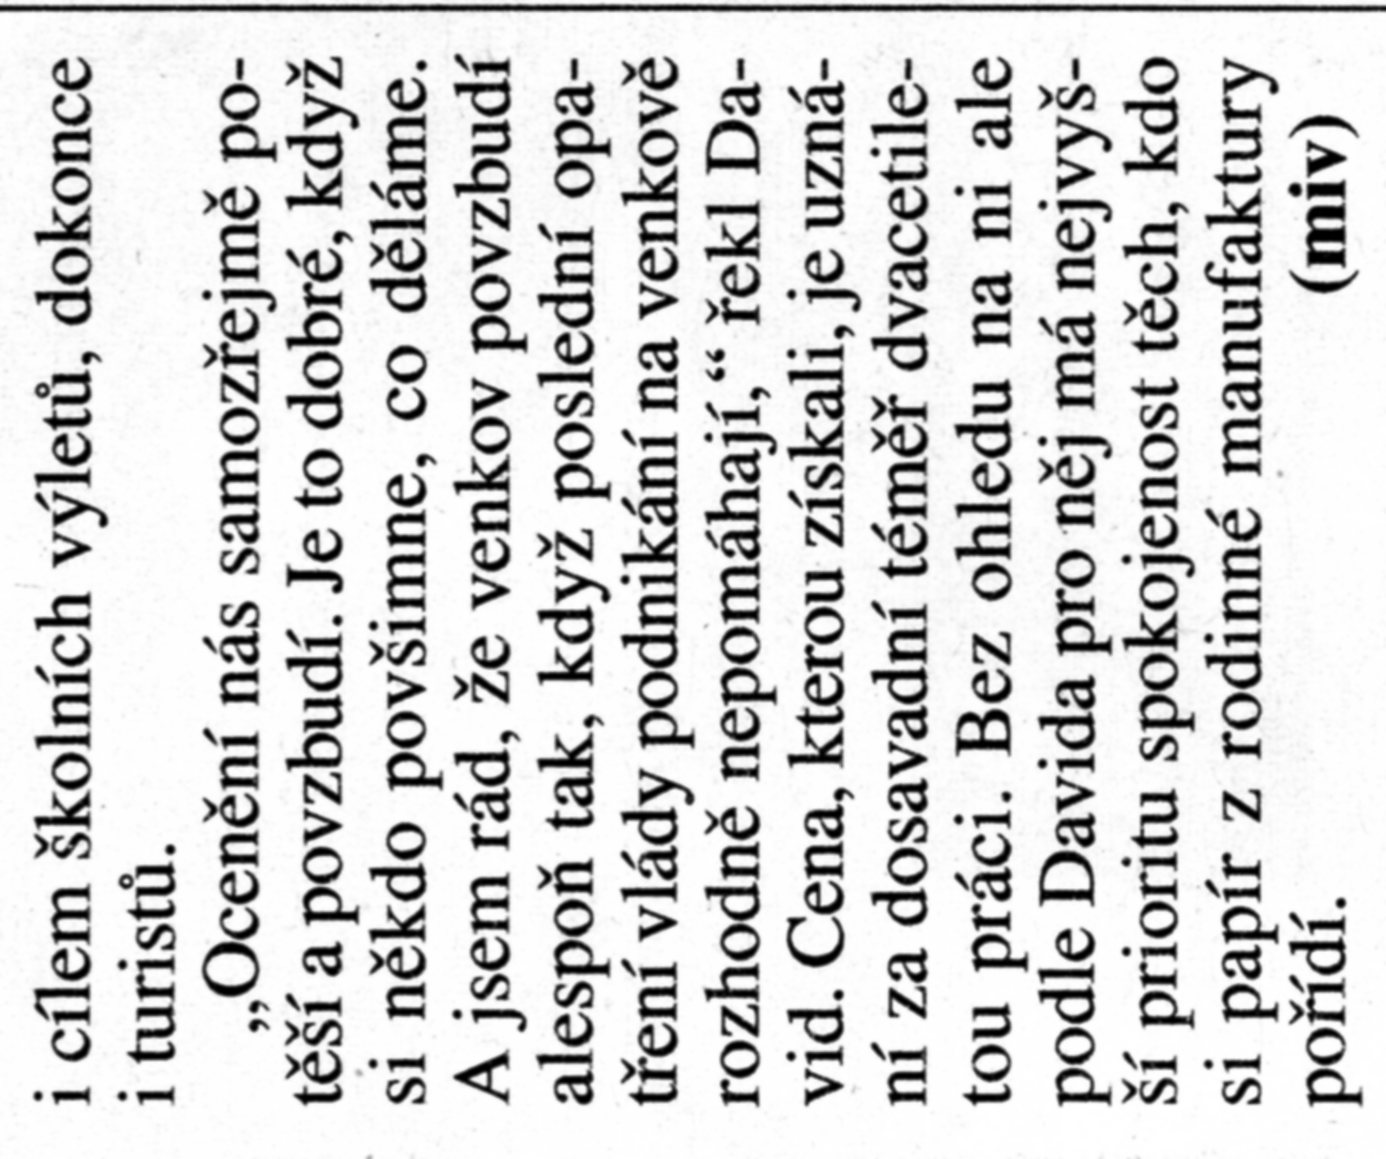 i cílem školních výletů, dokonce
i turistů.
„Ocenění nás samozřejmě po-
těší a povzbudí. Je to dobré, když
si někdo povšimne, co děláme.
A jsem rád, že venkov povzbudí
alespoň tak, když poslední opa-
tření vlády podnikání na venkově
rozhodně nepomáhají,“ řekl Da-
vid. Cena, kterou získali, je uzná-
ní za dosavadní téměř dvacetile-
tou práci. Bez ohledu na ni ale
podle Davida pro něj má nejvyš-
ší prioritu spokojenost těch, kdo
si papír z rodinné manufaktury
pořídí. (miv)